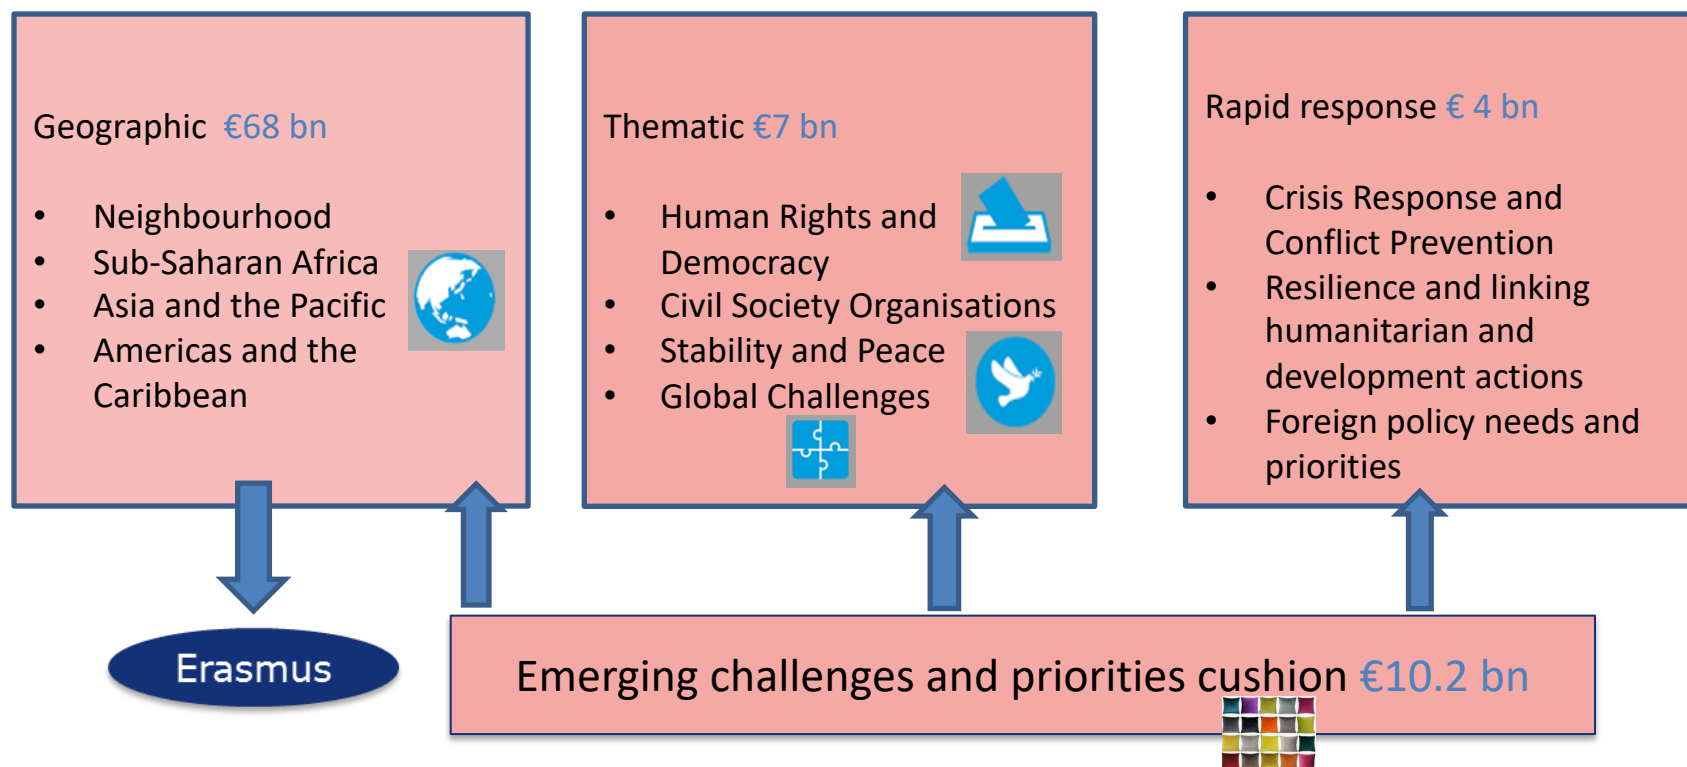 Geographic €68 bn
• Neighbourhood
• Sub-Saharan Africa
• Asia and the Pacific
• Americas and the
Caribbean
Thematic €7 bn
• Human Rights and
Democracy
• Civil Society Organisations
• Stability and Peace
• Global Challenges
Rapid response € 4 bn
• Crisis Response and
Conflict Prevention
• Resilience and linking
humanitarian and
development actions
• Foreign policy needs and
priorities
Erasmus
Emerging challenges and priorities cushion €10.2 bn